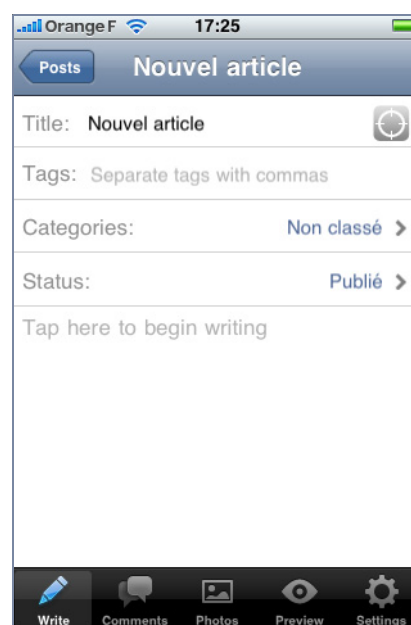 Orange F 17:25
Posts Nouvel article
Title: Nouvel article
Tags: Separate tags with commas
Categories: Non classé
Status: Publié
Tap here to begin writing
Write Comments Photos Preview Settings